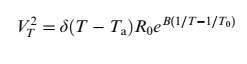 V_T^2 = δ(T − T_a)R_0e^{B(1/T−1/T_0)}